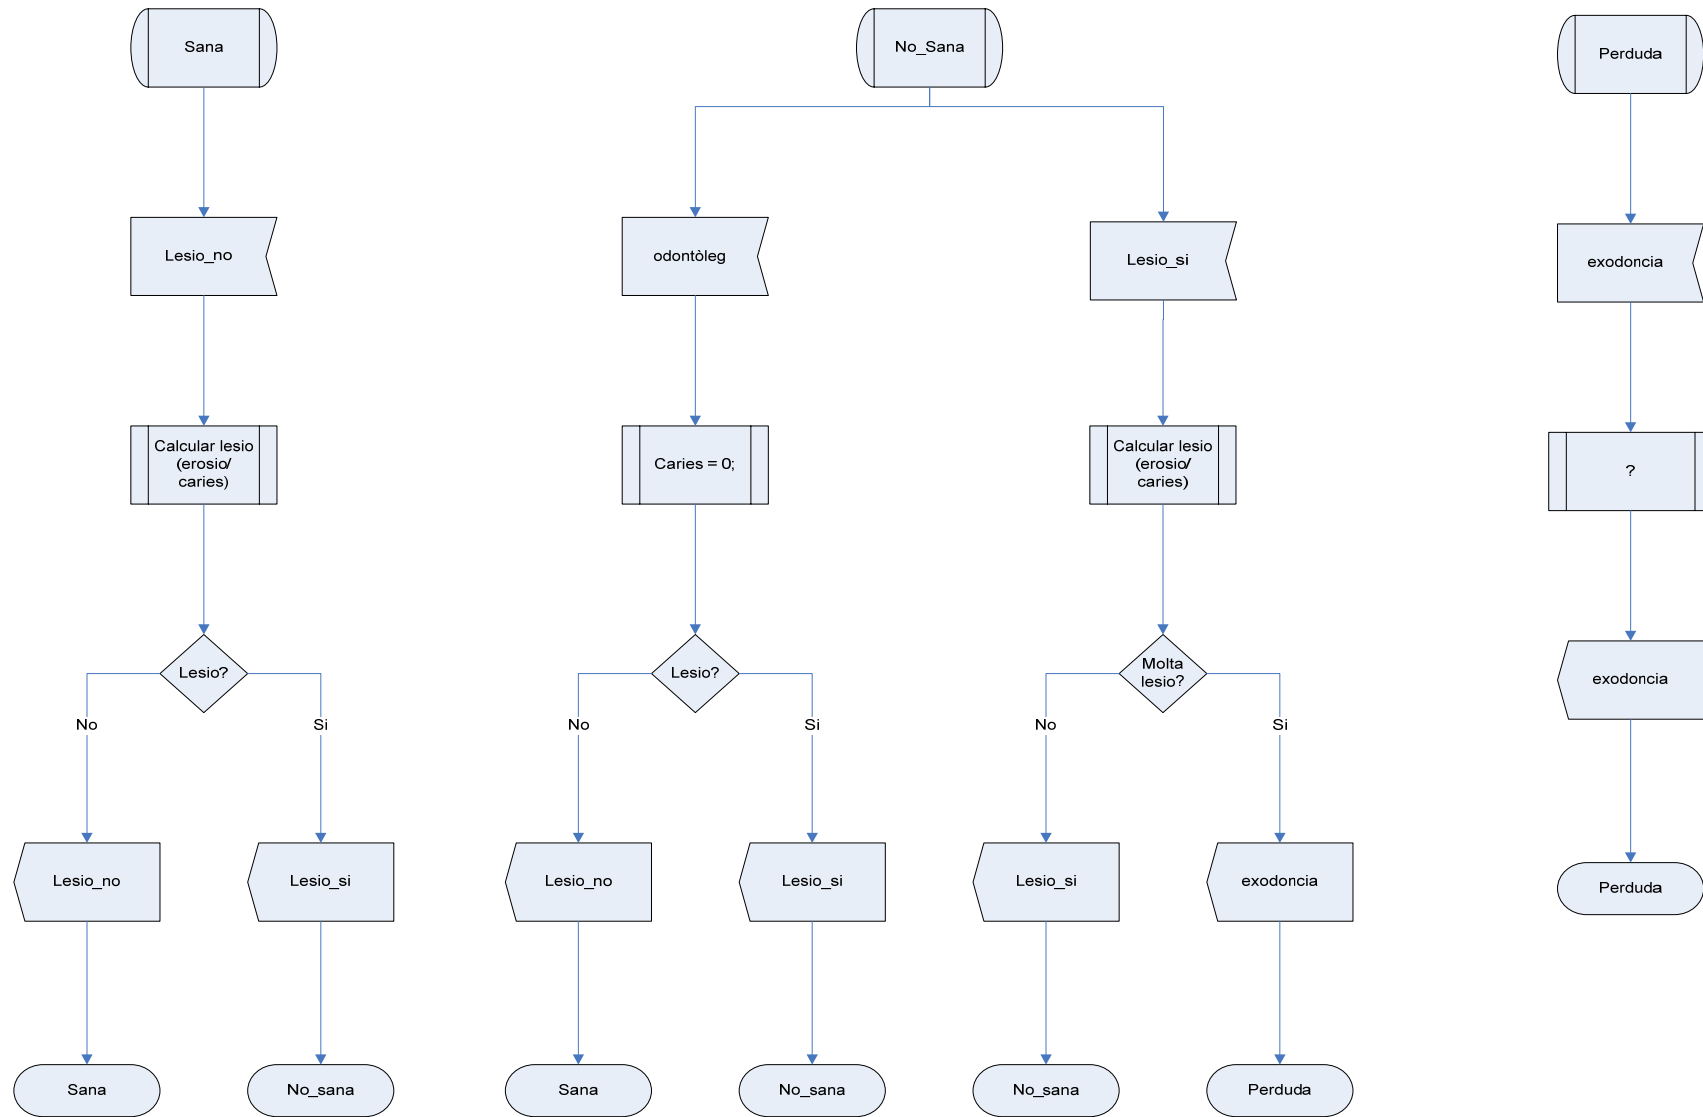 Sana
No_Sana
Perduda
Lesio_no
odontòleg
Lesio_si
exodoncia
Calcular lesio
(erosio/
caries)
Caries = 0;
Calcular lesio
(erosio/
caries)
?
Lesio?
Lesio?
Molta
lesio?
exodoncia
No
Si
No
Si
No
Si
Lesio_no
Lesio_si
Lesio_no
Lesio_si
Lesio_si
exodoncia
Perduda
Sana
No_sana
Sana
No_sana
No_sana
Perduda